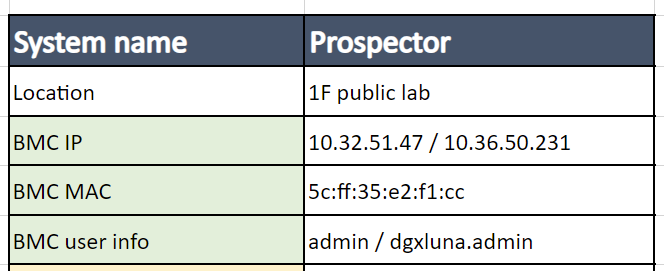 System name Prospector
Location 1F public lab
BMC IP 10.32.51.47 / 10.36.50.231
BMC MAC 5c:ff:35:e2:f1:cc
BMC user info admin / dgxluna.admin